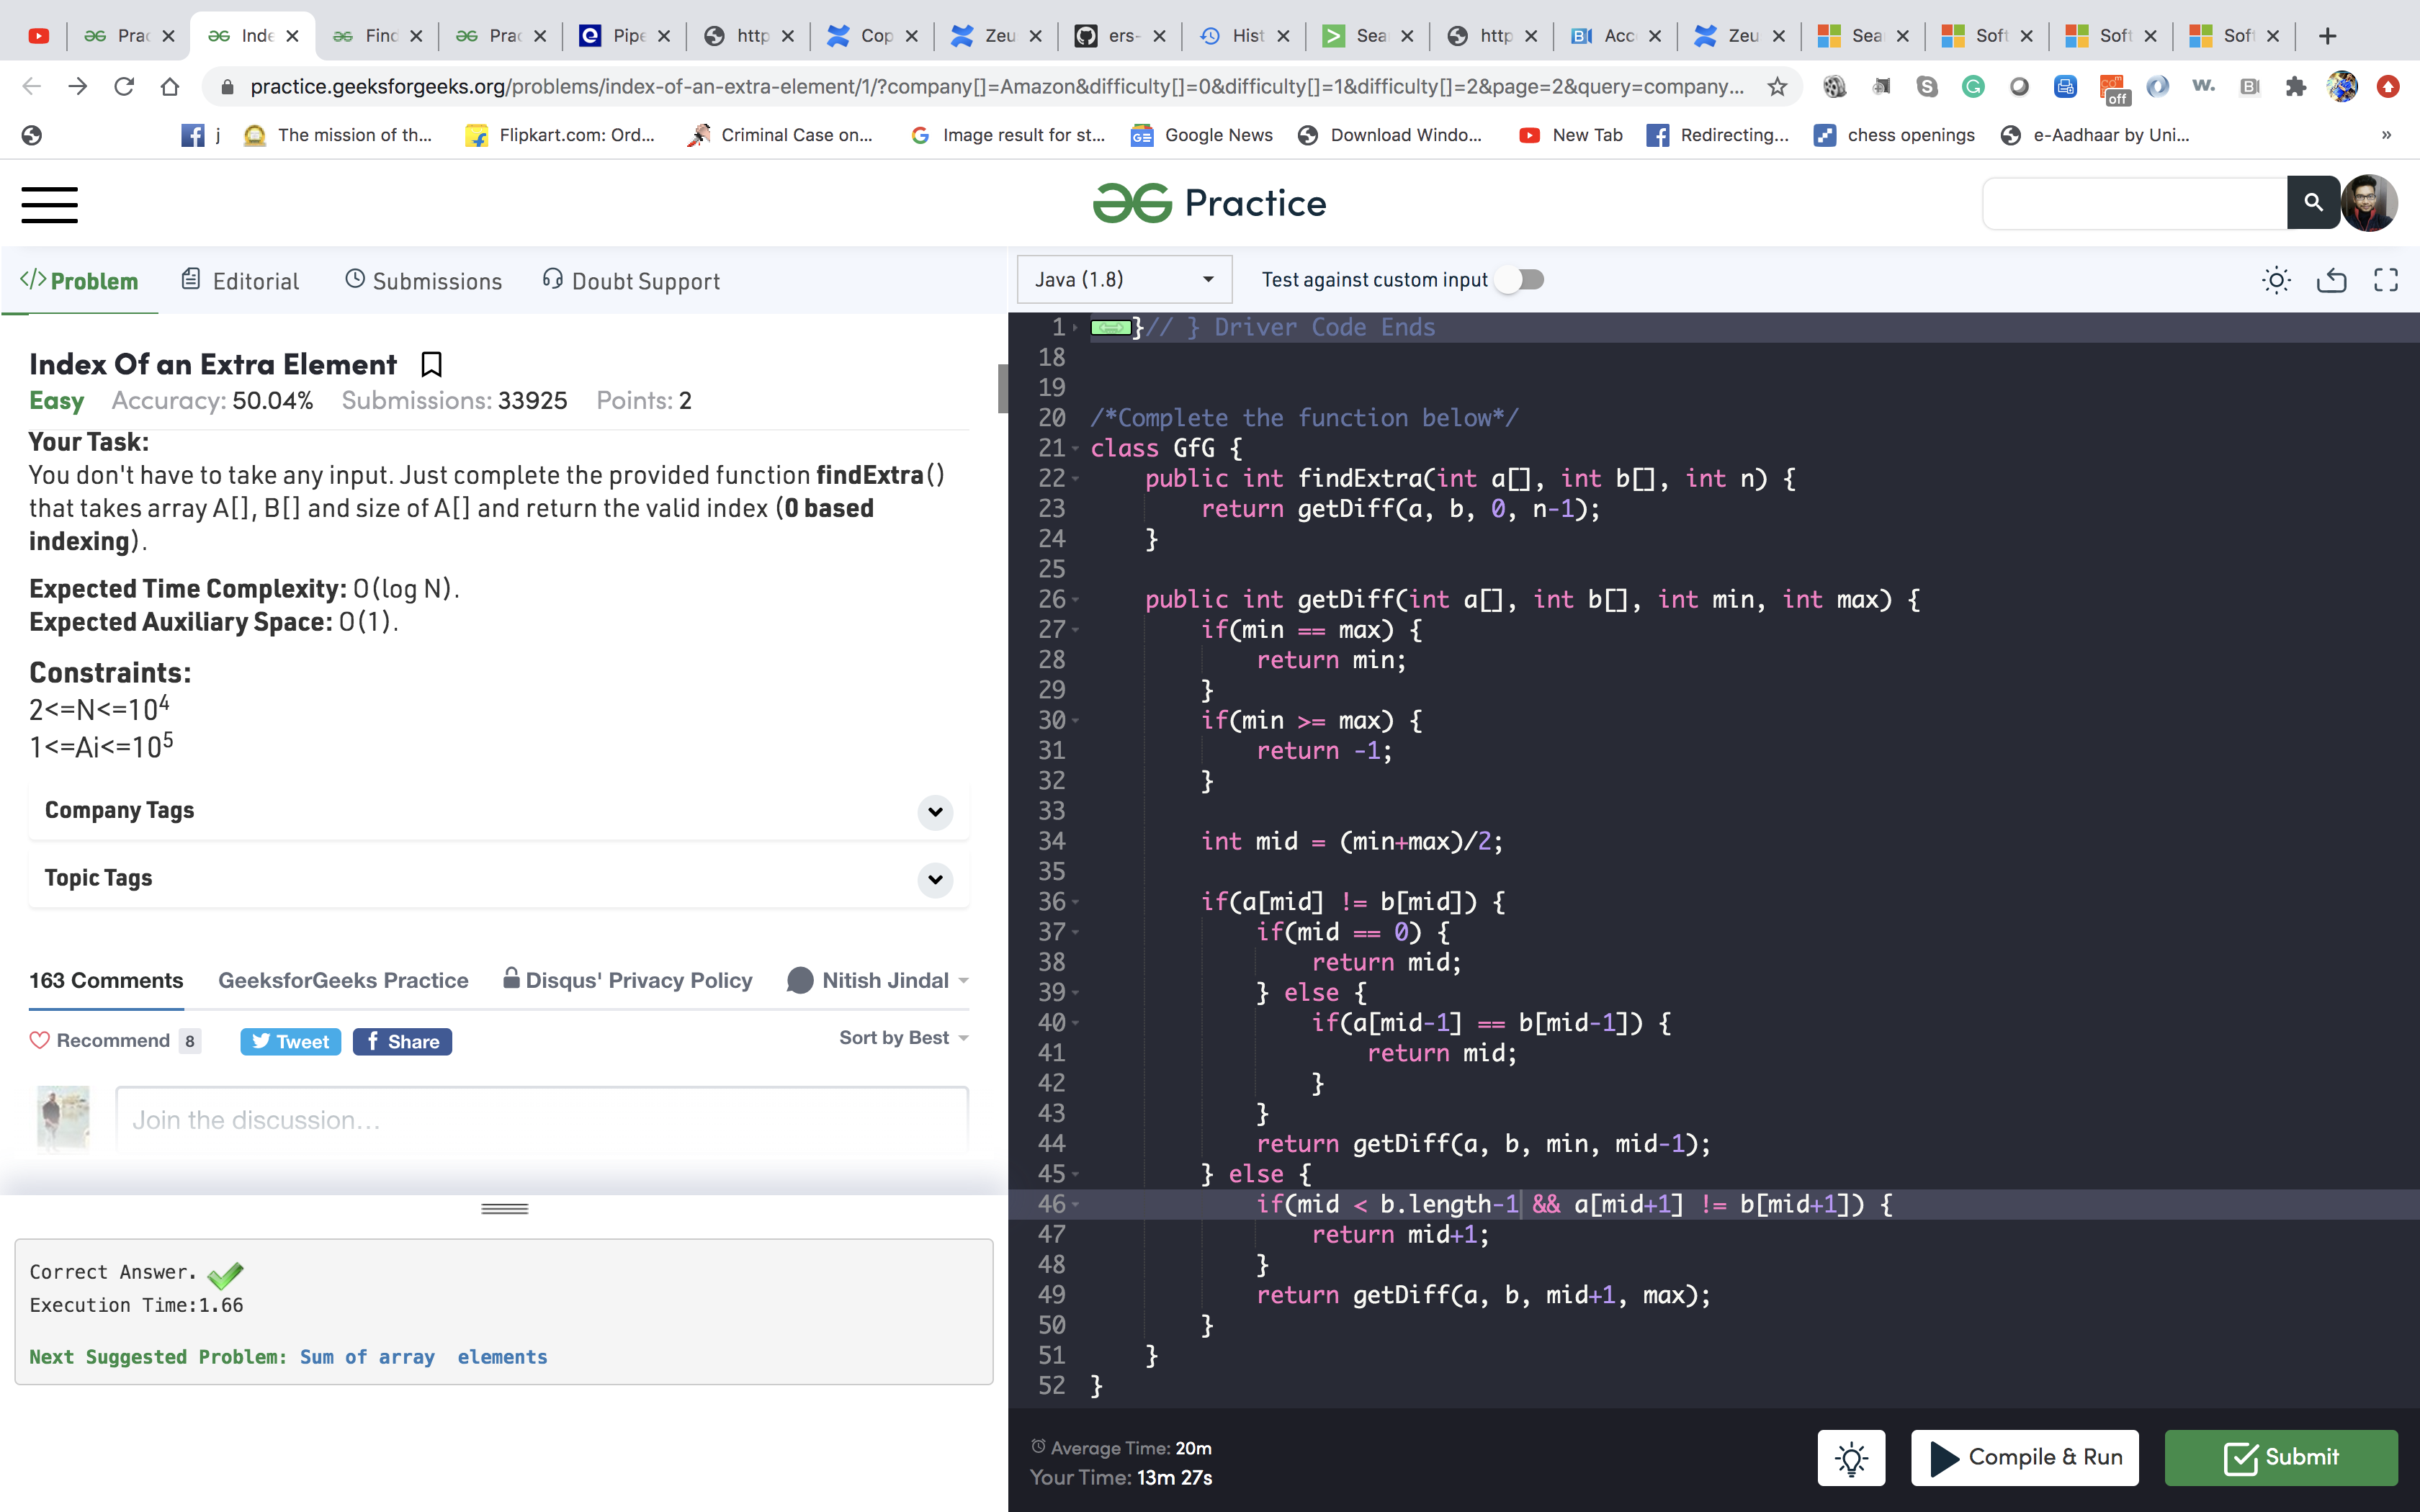 Prac
Inde
Find
Prac
Pipe
http
Cop
Zeu
ers-
Hist
Sea
http
Acc
Zeu
Sea
Soft
Soft
Soft
practice.geeksforgeeks.org/problems/index-of-an-extra-element/1/?company[]=Amazon&difficulty[]=0&difficulty[]=1&difficulty[]=2&page=2&query=company...
off
j
The mission of th...
Flipkart.com: Ord...
Criminal Case on...
Image result for st...
Google News
Download Windo...
New Tab
Redirecting...
chess openings
e-Aadhaar by Uni...
»
Practice
</> Problem
Editorial
Submissions
Doubt Support
Java (1.8)
Test against custom input
Index Of an Extra Element
Easy Accuracy: 50.04% Submissions: 33925 Points: 2
Your Task:
You don't have to take any input. Just complete the provided function findExtra()
that takes array A[], B[] and size of A[] and return the valid index (0 based
indexing).
Expected Time Complexity: O(log N).
Expected Auxiliary Space: O(1).
Constraints:
2<=N<=10^4
1<=Ai<=10^5
Company Tags
Topic Tags
163 Comments
GeeksforGeeks Practice
Disqus' Privacy Policy
Nitish Jindal
Recommend 8
Tweet
Share
Sort by Best
Join the discussion...
Correct Answer.
Execution Time:1.66
Next Suggested Problem: Sum of array elements
1 }// } Driver Code Ends
18
19
20 /*Complete the function below*/
21 class GfG {
22 public int findExtra(int a[], int b[], int n) {
23 return getDiff(a, b, 0, n-1);
24 }
25
26 public int getDiff(int a[], int b[], int min, int max) {
27 if(min == max) {
28 return min;
29 }
30 if(min >= max) {
31 return -1;
32 }
33
34 int mid = (min+max)/2;
35
36 if(a[mid] != b[mid]) {
37 if(mid == 0) {
38 return mid;
39 } else {
40 if(a[mid-1] == b[mid-1]) {
41 return mid;
42 }
43 }
44 return getDiff(a, b, min, mid-1);
45 } else {
46 if(mid < b.length-1 && a[mid+1] != b[mid+1]) {
47 return mid+1;
48 }
49 return getDiff(a, b, mid+1, max);
50 }
51 }
52 }
Average Time: 20m
Your Time: 13m 27s
Compile & Run
Submit